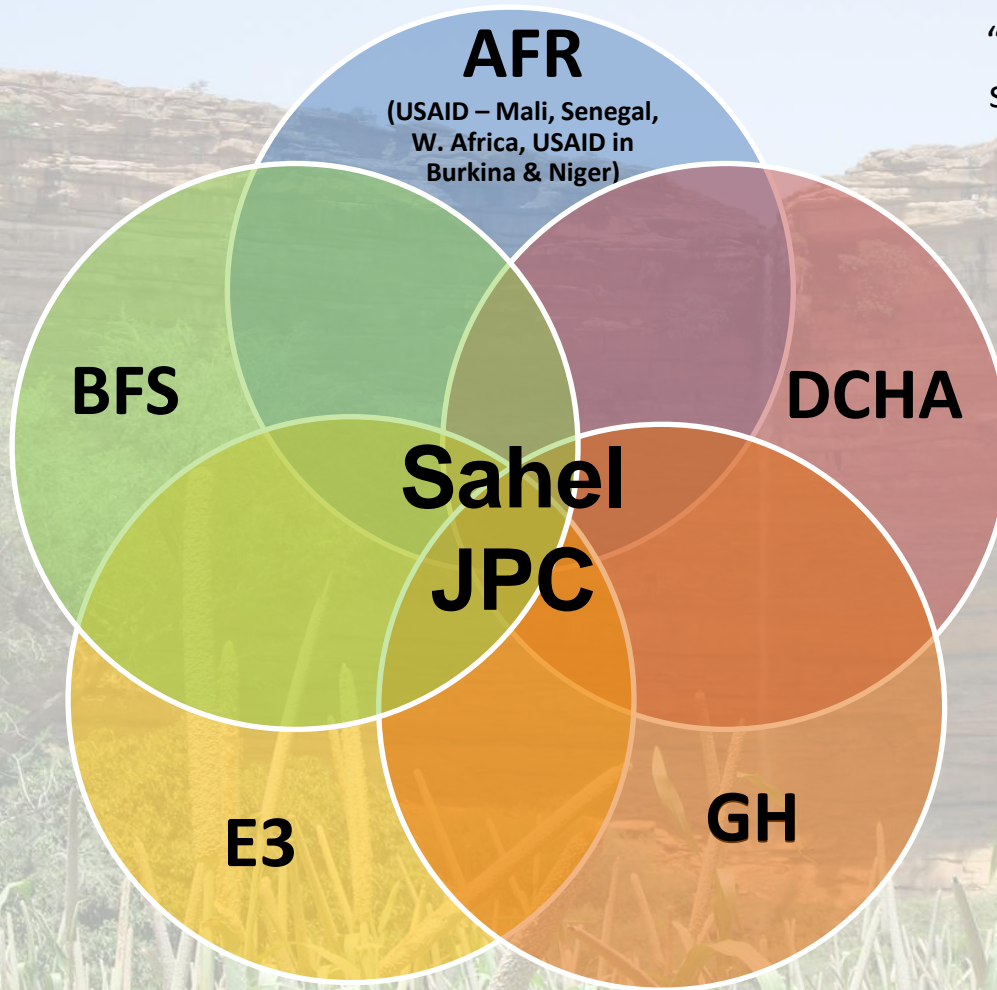 AFR
(USAID – Mali, Senegal,
W. Africa, USAID in
Burkina & Niger)
BFS
DCHA
Sahel
JPC
E3
GH